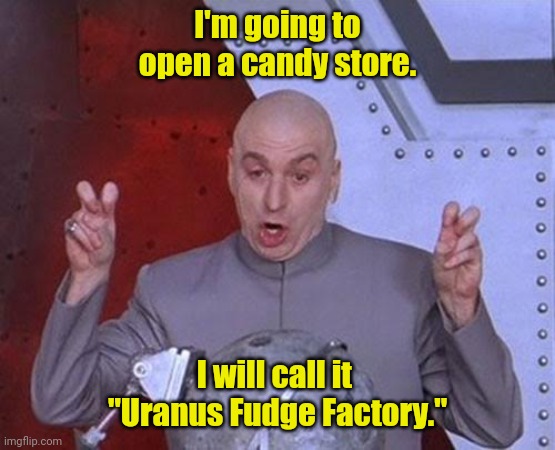 I'm going to
open a candy store.
I will call it
"Uranus Fudge Factory."
imgflip.com